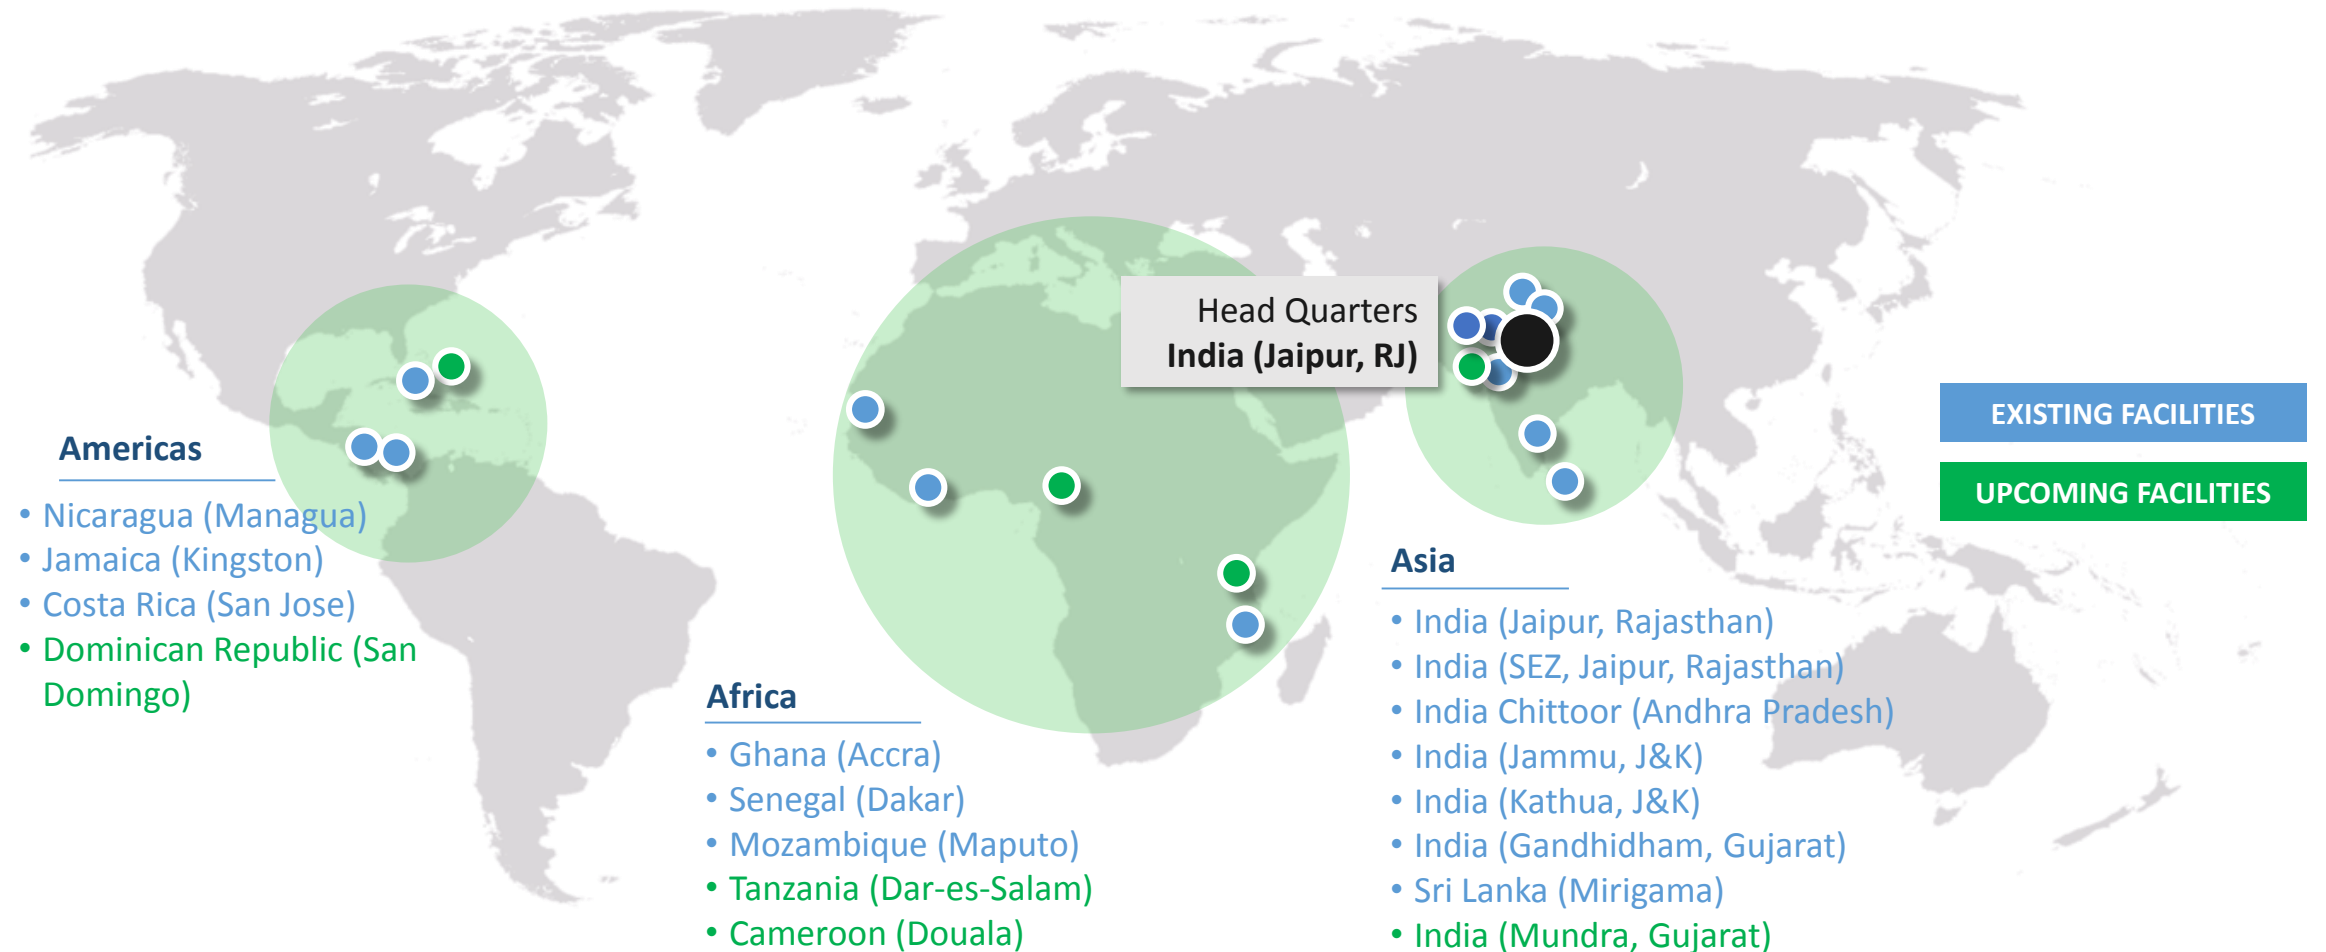 Head Quarters
India (Jaipur, RJ)
EXISTING FACILITIES
UPCOMING FACILITIES
Americas
• Nicaragua (Managua)
• Jamaica (Kingston)
• Costa Rica (San Jose)
• Dominican Republic (San
Domingo)
Africa
• Ghana (Accra)
• Senegal (Dakar)
• Mozambique (Maputo)
• Tanzania (Dar-es-Salam)
• Cameroon (Douala)
Asia
• India (Jaipur, Rajasthan)
• India (SEZ, Jaipur, Rajasthan)
• India Chittoor (Andhra Pradesh)
• India (Jammu, J&K)
• India (Kathua, J&K)
• India (Gandhidham, Gujarat)
• Sri Lanka (Mirigama)
• India (Mundra, Gujarat)